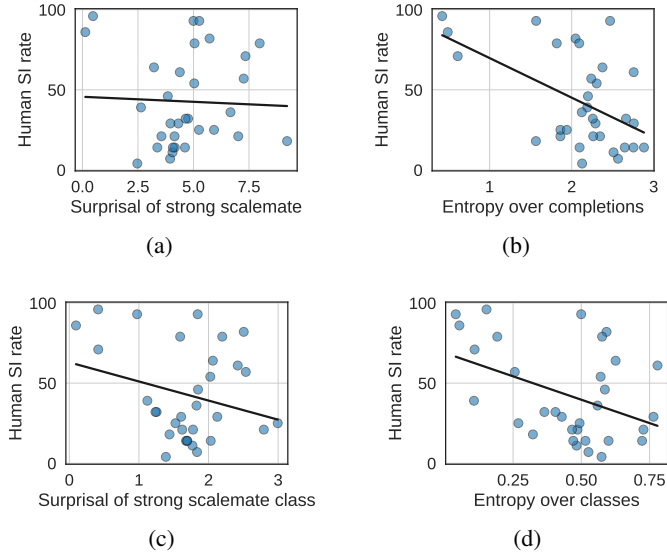 100
50
0
Human SI rate
0.0 2.5 5.0 7.5
Surprisal of strong scalemate
(a)
100
50
0
Human SI rate
1 2 3
Entropy over completions
(b)
100
50
0
Human SI rate
0 1 2 3
Surprisal of strong scalemate class
(c)
100
50
0
Human SI rate
0.25 0.50 0.75
Entropy over classes
(d)